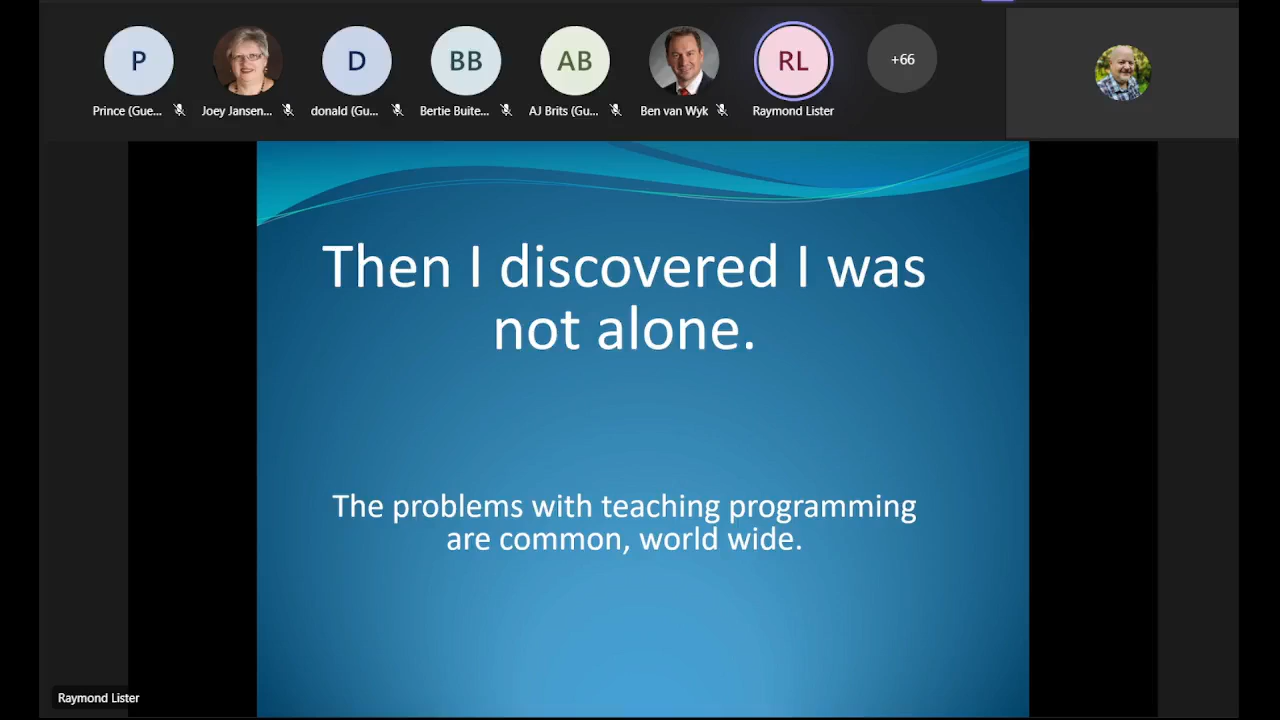 P
D
BB
AB
RL
+66
Prince (Gue...
Joey Jansen...
donald (Gu...
Bertie Buite...
AJ Brits (Gu...
Ben van Wyk
Raymond Lister
Then I discovered I was
not alone.
The problems with teaching programming
are common, world wide.
Raymond Lister